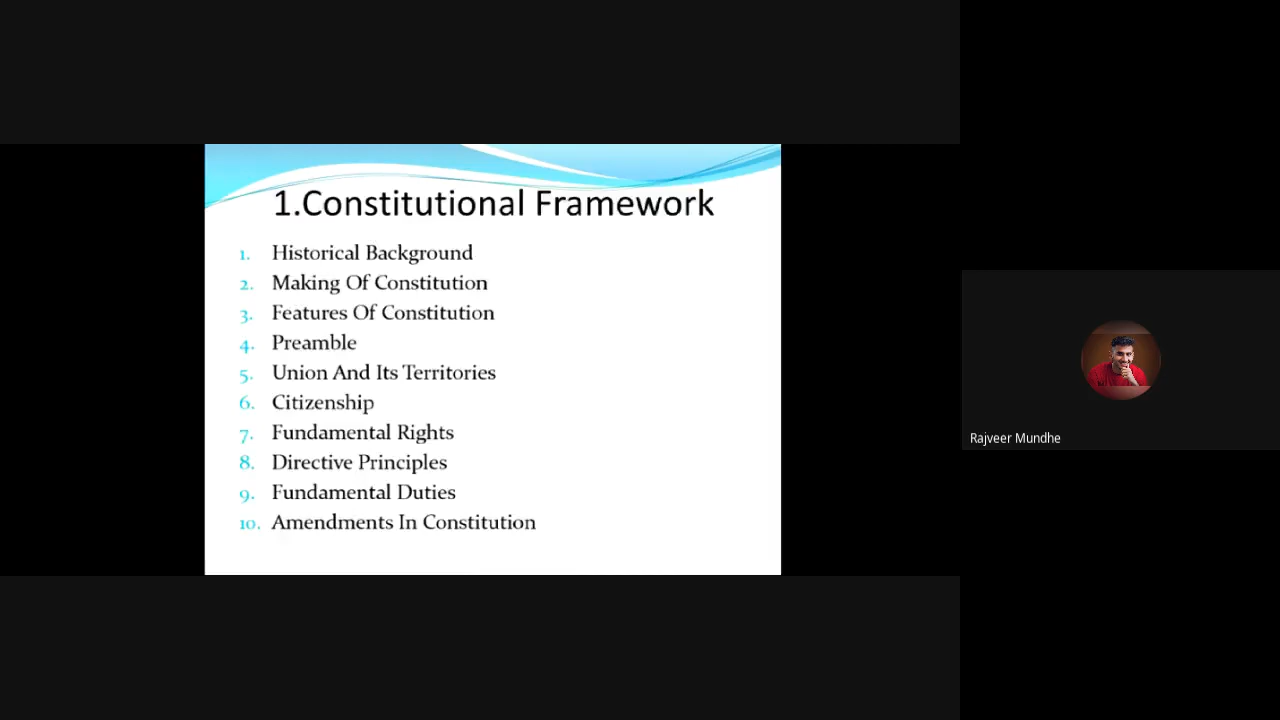 1.Constitutional Framework
1. Historical Background
2. Making Of Constitution
3. Features Of Constitution
4. Preamble
5. Union And Its Territories
6. Citizenship
7. Fundamental Rights
8. Directive Principles
9. Fundamental Duties
10. Amendments In Constitution
Rajveer Mundhe